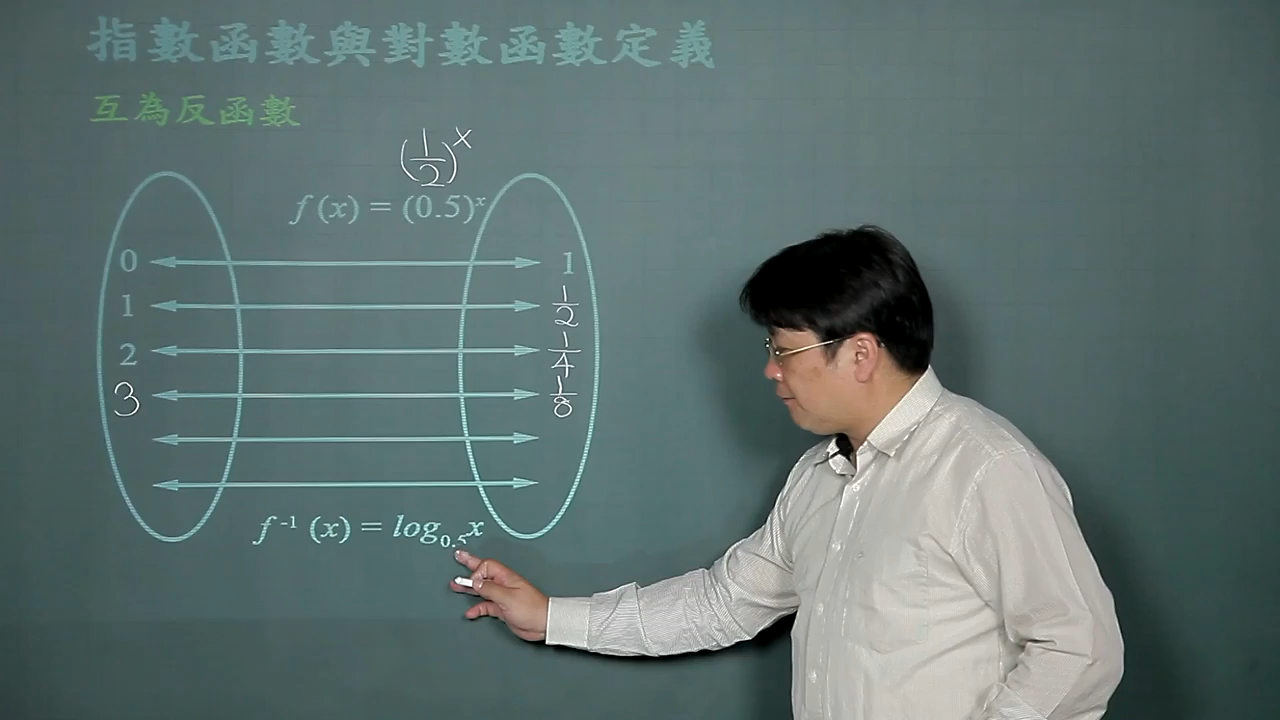 指數函數與對數函數定義
互為反函數
(1/2)^x
f(x) = (0.5)^x
0 1
1 1/2
2 1/4
3 1/8
f^-1 (x) = log_0.5 x